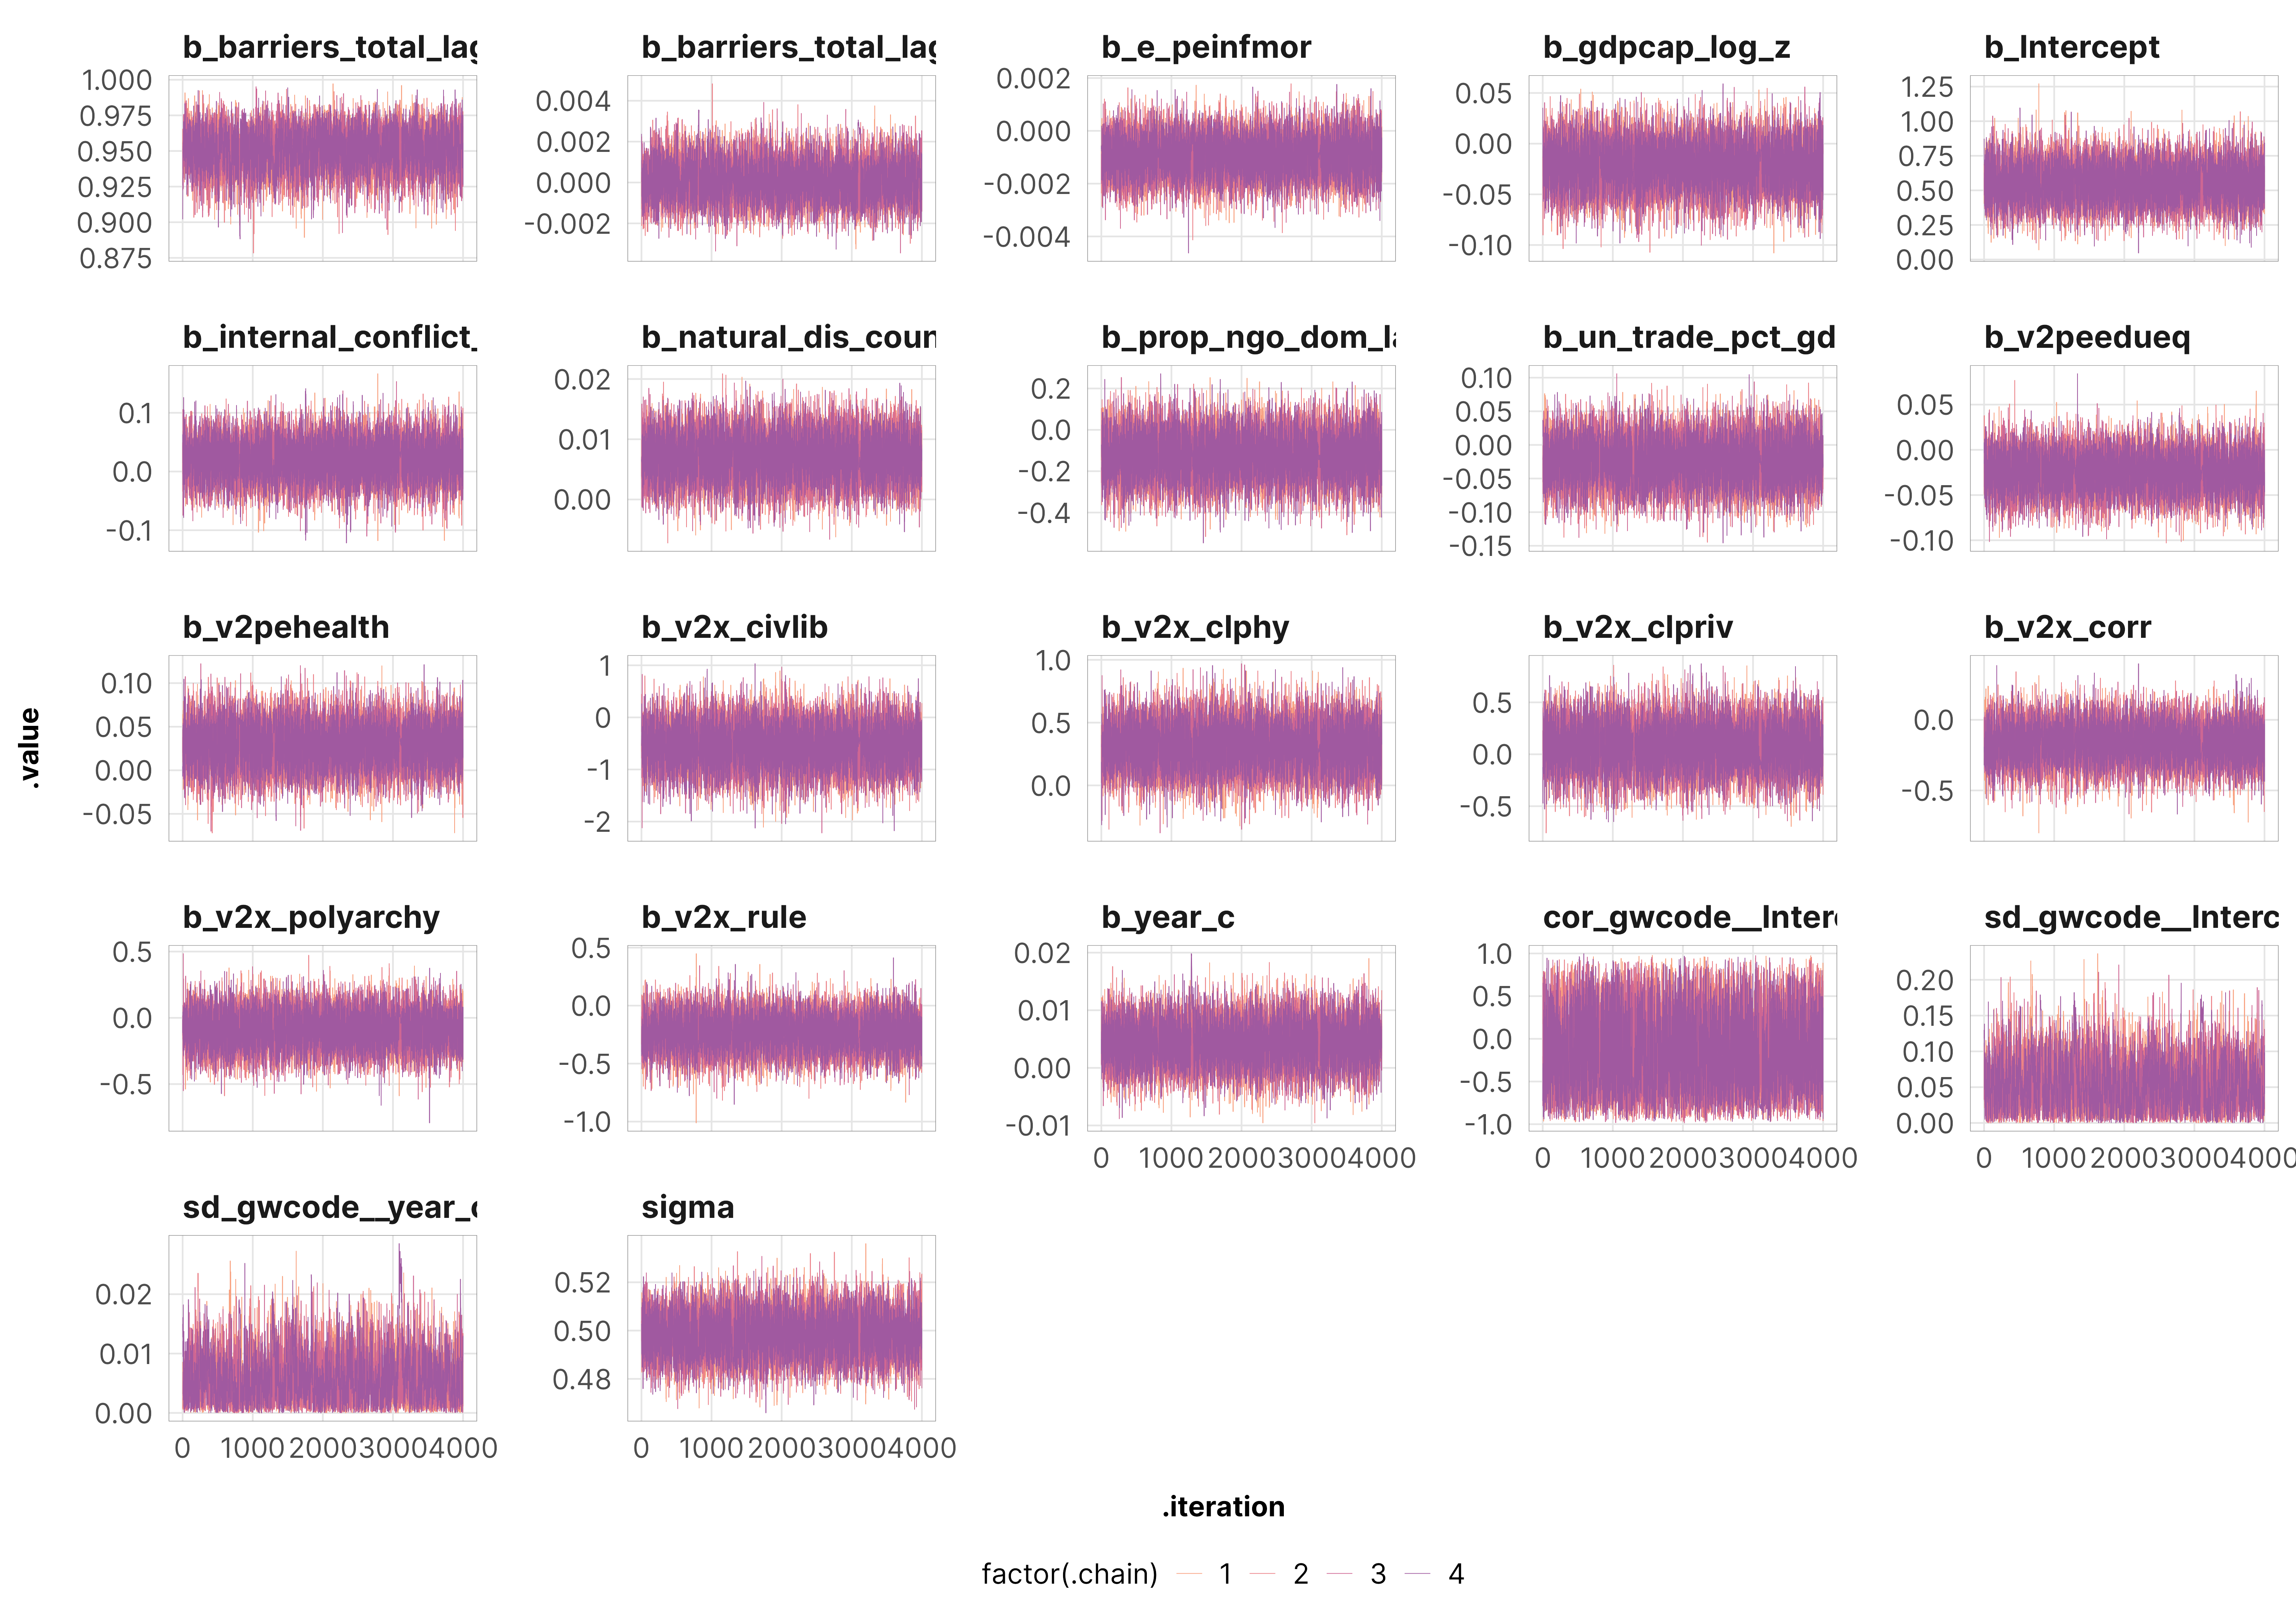 b_barriers_total_lag
1.000
0.975
0.950
0.925
0.900
0.875
b_barriers_total_lag
0.004
0.002
0.000
-0.002
b_e_peinfmor
0.002
0.000
-0.002
-0.004
b_gdpcap_log_z
0.05
0.00
-0.05
-0.10
b_Intercept
1.25
1.00
0.75
0.50
0.25
0.00
b_internal_conflict_
0.1
0.0
-0.1
b_natural_dis_coun
0.02
0.01
0.00
b_prop_ngo_dom_la
0.2
0.0
-0.2
-0.4
b_un_trade_pct_gd
0.10
0.05
0.00
-0.05
-0.10
-0.15
b_v2peedueq
0.05
0.00
-0.05
-0.10
b_v2pehealth
0.10
0.05
0.00
-0.05
b_v2x_civlib
1
0
-1
-2
b_v2x_clphy
1.0
0.5
0.0
b_v2x_clpriv
0.5
0.0
-0.5
b_v2x_corr
0.0
-0.5
.value
b_v2x_polyarchy
0.5
0.0
-0.5
b_v2x_rule
0.5
0.0
-0.5
-1.0
b_year_c
0.02
0.01
0.00
-0.01
0 1000 2000 3000 4000
cor_gwcode__Interc
1.0
0.5
0.0
-0.5
-1.0
0 1000 2000 3000 4000
sd_gwcode__Interc
0.20
0.15
0.10
0.05
0.00
0 1000 2000 3000 4000
sd_gwcode__year_c
0.02
0.01
0.00
0 1000 2000 3000 4000
sigma
0.52
0.50
0.48
0 1000 2000 3000 4000
.iteration
factor(.chain) 1 2 3 4